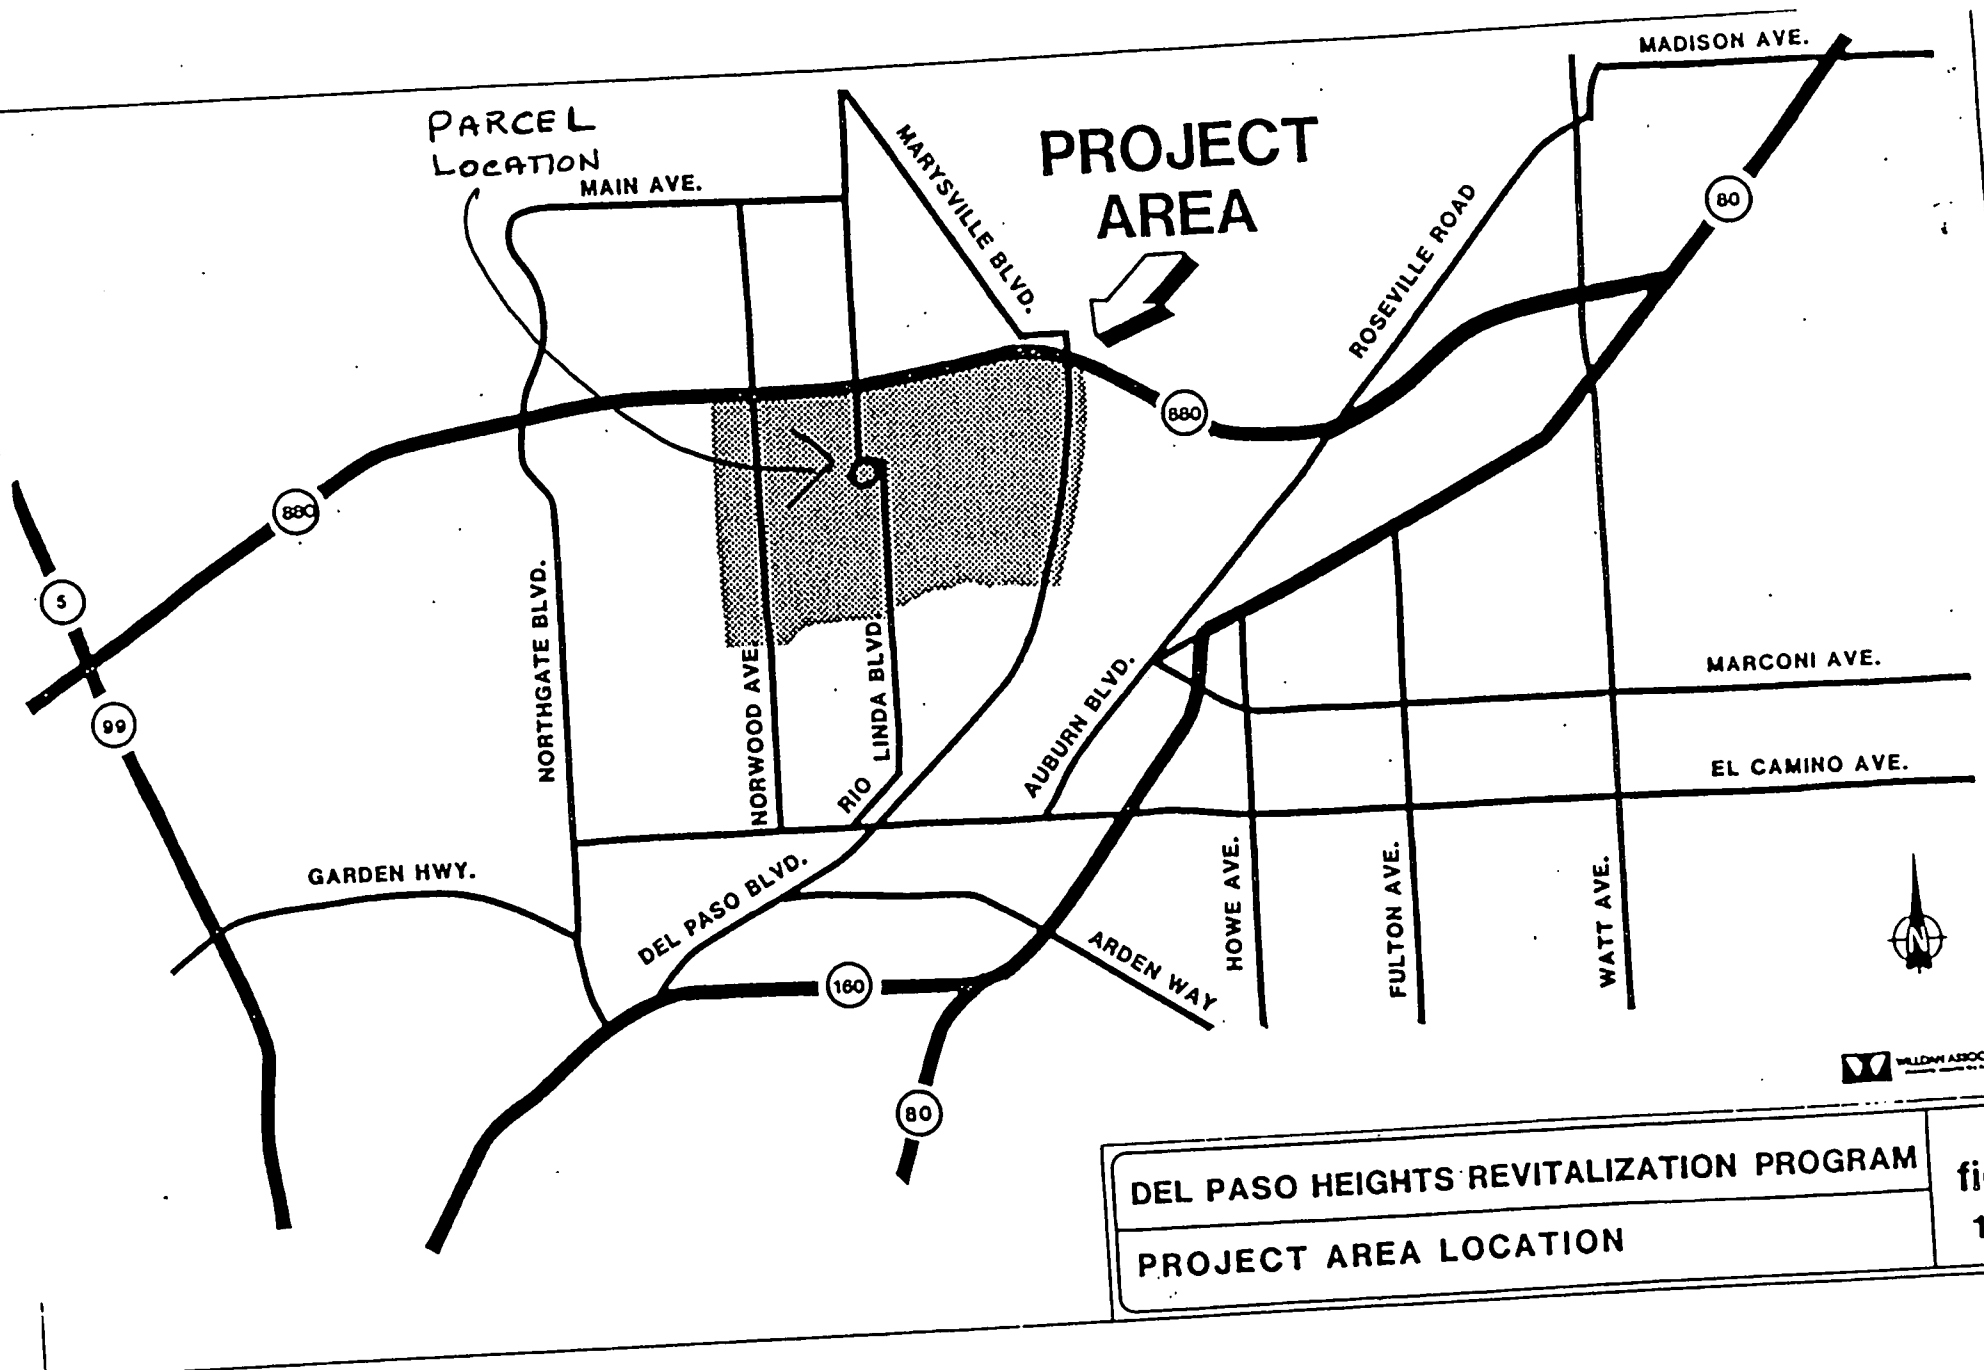 MADISON AVE.
PARCEL
LOCATION
MAIN AVE.
MARYSVILLE BLVD.
PROJECT
AREA
ROSEVILLE ROAD
80
880
880
5
99
NORTHGATE BLVD.
NORWOOD AVE.
LINDA BLVD.
RIO
AUBURN BLVD.
MARCONI AVE.
EL CAMINO AVE.
GARDEN HWY.
DEL PASO BLVD.
ARDEN WAY
HOWE AVE.
FULTON AVE.
WATT AVE.
N
160
80
DEL PASO HEIGHTS REVITALIZATION PROGRAM
PROJECT AREA LOCATION